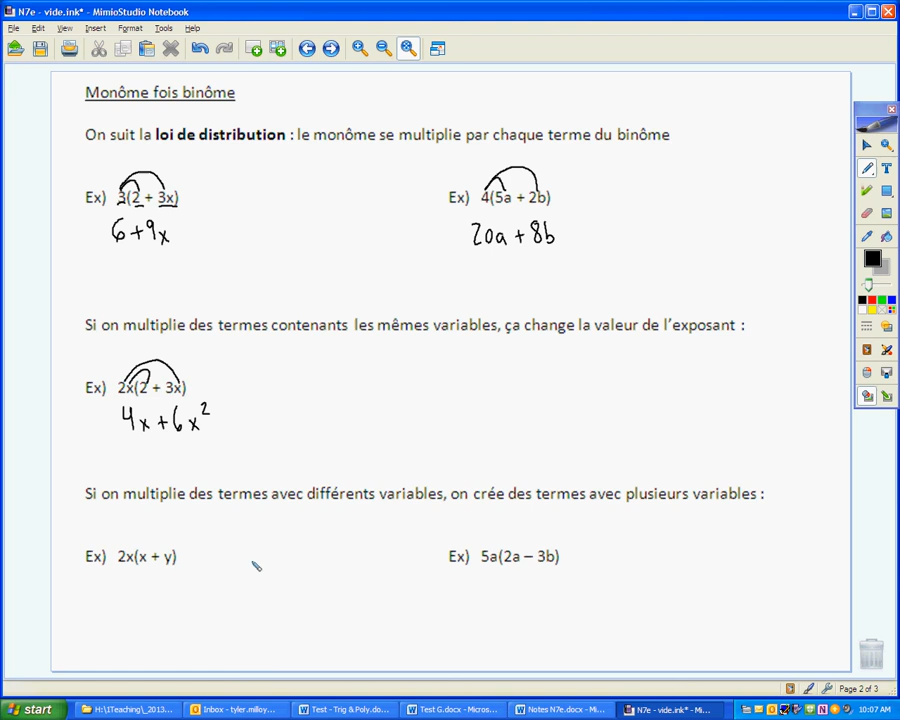 N7e - vide.ink* - MimioStudio Notebook
File Edit View Insert Format Tools Help
Monôme fois binôme
On suit la loi de distribution : le monôme se multiplie par chaque terme du binôme
Ex) 3(2 + 3x) Ex) 4(5a + 2b)
6+9x 20a + 8b
Si on multiplie des termes contenants les mêmes variables, ça change la valeur de l'exposant :
Ex) 2x(2 + 3x)
4x+6x²
Si on multiplie des termes avec différents variables, on crée des termes avec plusieurs variables :
Ex) 2x(x + y) Ex) 5a(2a – 3b)
Page 2 of 3
start H:\1Teaching\_2013... Inbox - tyler.milloy... Test - Trig & Poly.do... Test G.docx - Micros... Notes N7e.docx - Mi... N7e - vide.ink* - Mi... 10:07 AM